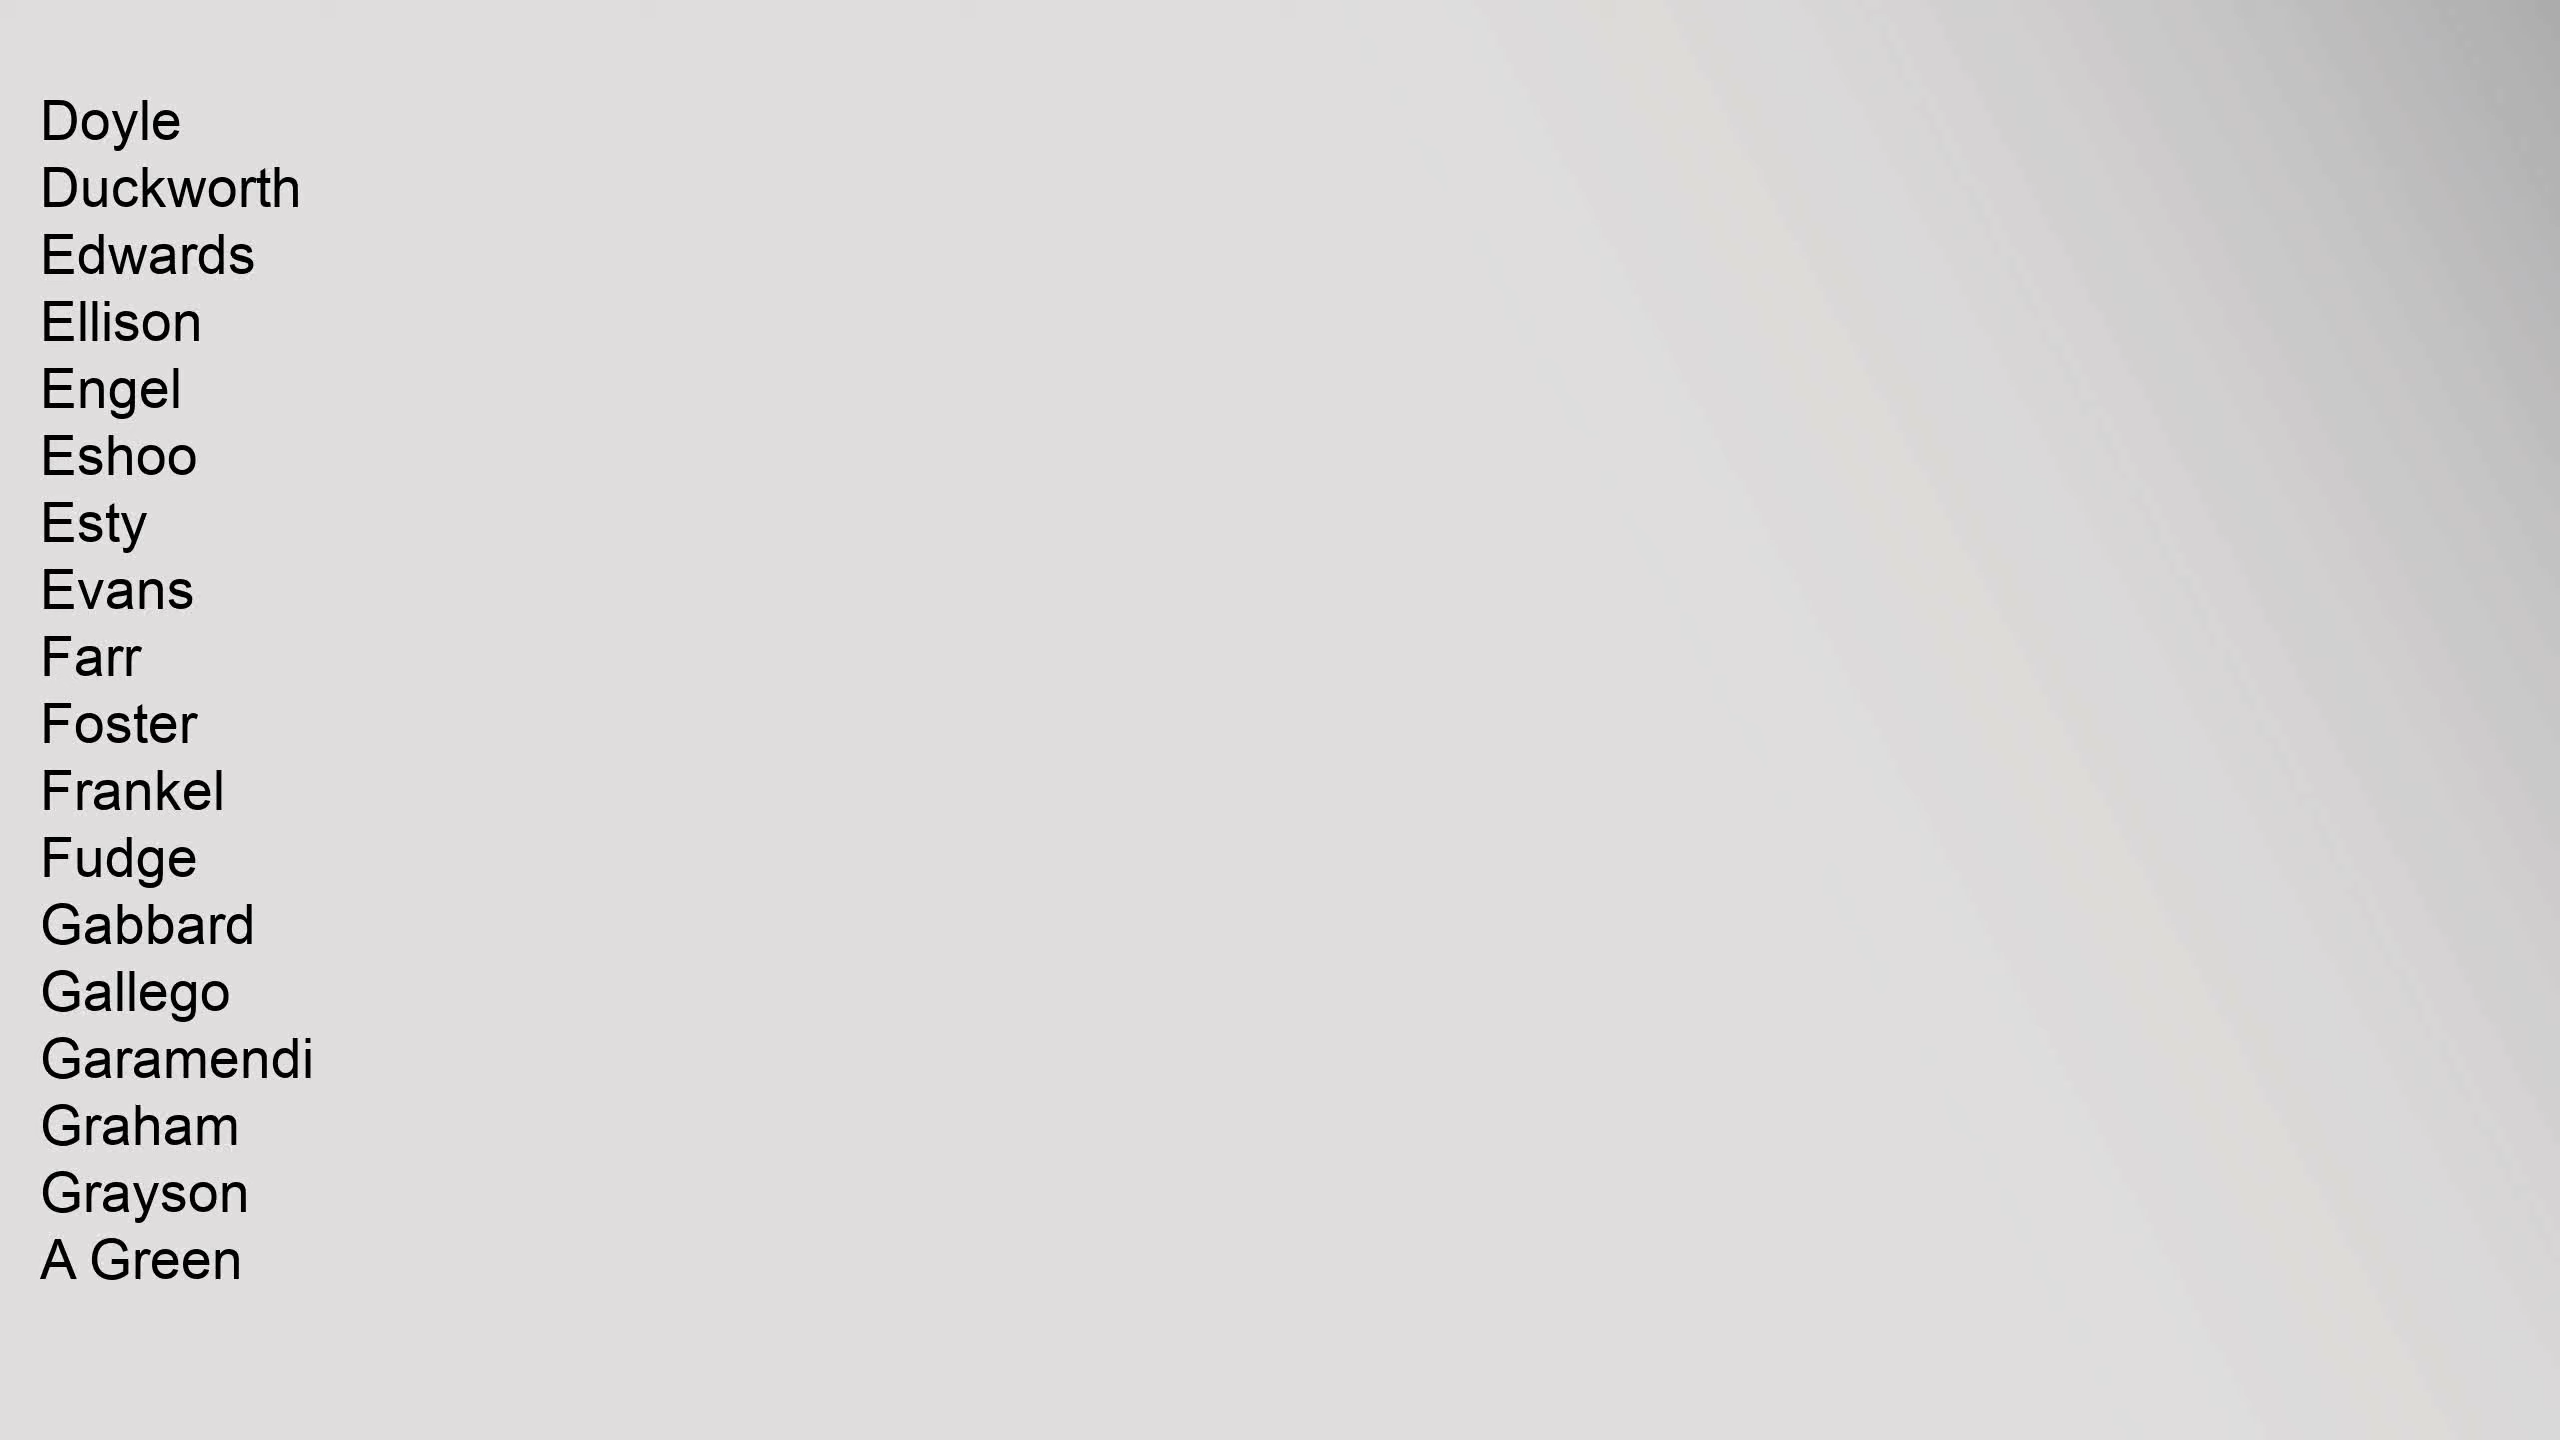 Doyle
Duckworth
Edwards
Ellison
Engel
Eshoo
Esty
Evans
Farr
Foster
Frankel
Fudge
Gabbard
Gallego
Garamendi
Graham
Grayson
A Green